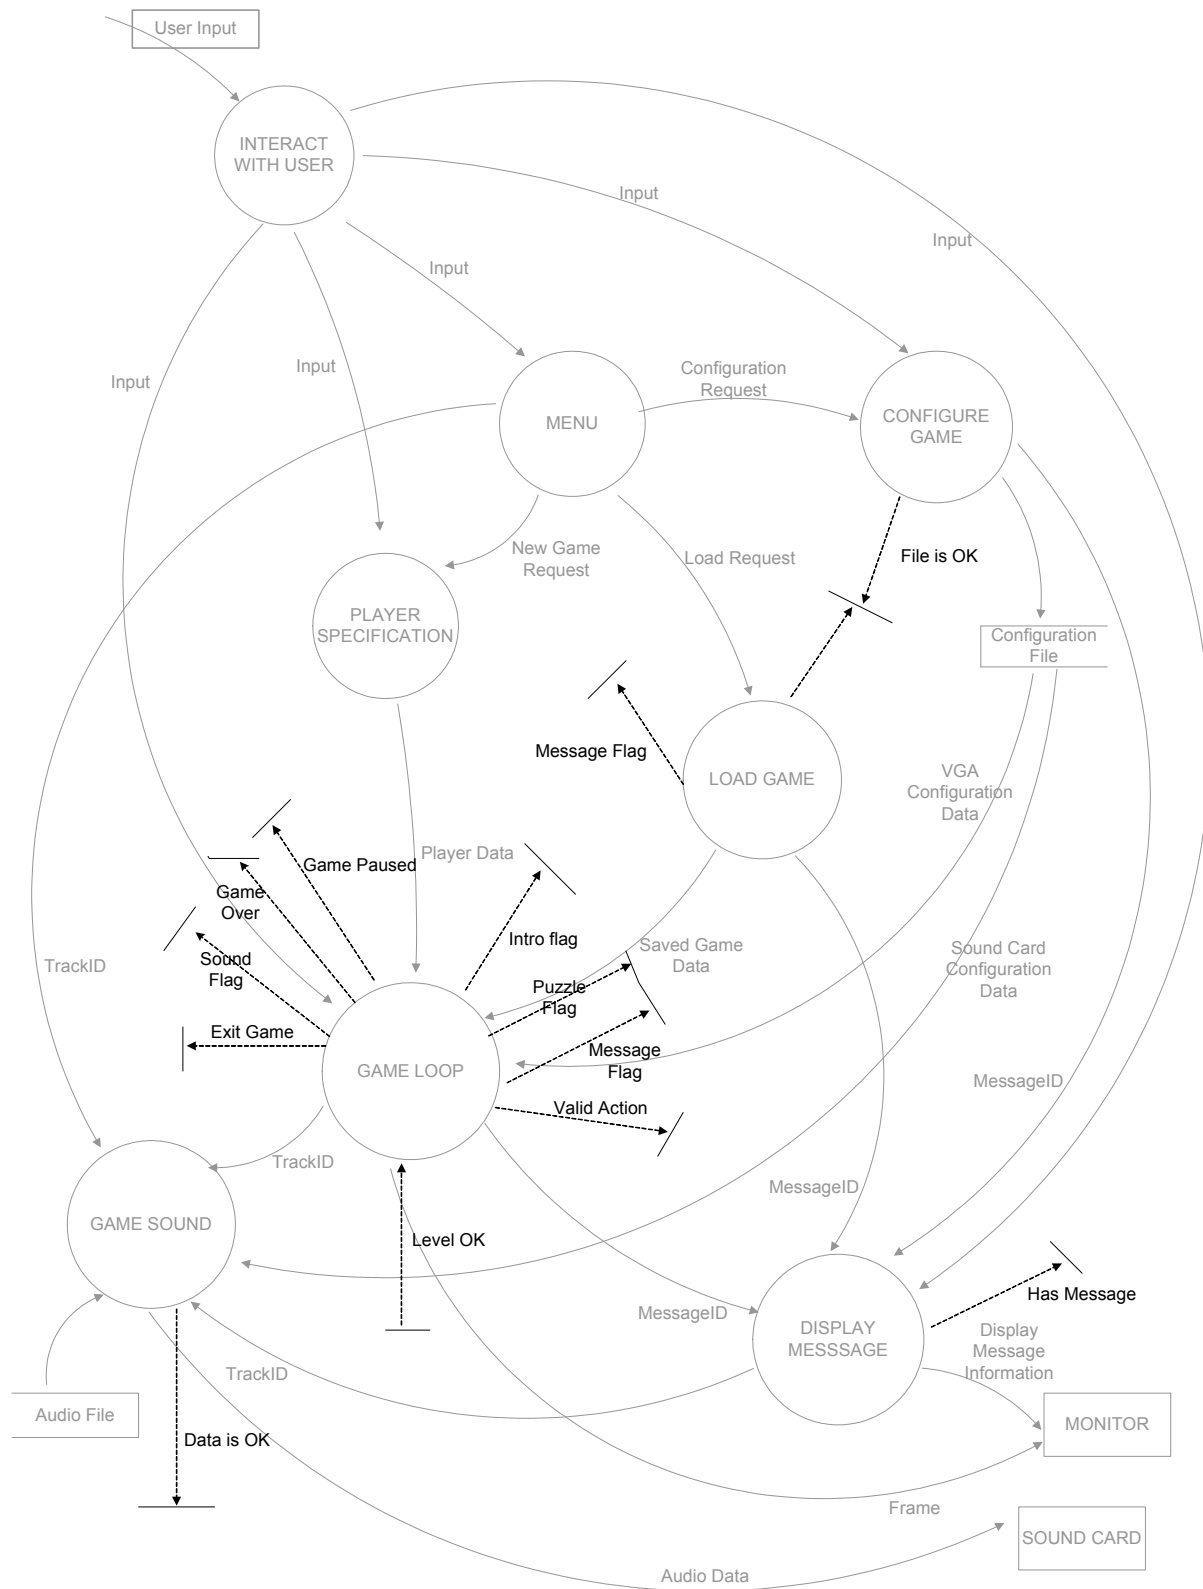 User Input
INTERACT
WITH USER
Input
Input
Input
Input
Input
Configuration
Request
MENU
CONFIGURE
GAME
New Game
Request
Load Request
File is OK
PLAYER
SPECIFICATION
Configuration
File
Message Flag
LOAD GAME
VGA
Configuration
Data
Game Paused
Player Data
Game
Over
Intro flag
Saved Game
Data
Sound Card
Configuration
Data
TrackID
Sound
Flag
Puzzle
Flag
Exit Game
Message
Flag
GAME LOOP
MessageID
Valid Action
TrackID
MessageID
GAME SOUND
Level OK
Has Message
MessageID
DISPLAY
MESSSAGE
Display
Message
Information
TrackID
Audio File
MONITOR
Data is OK
Frame
SOUND CARD
Audio Data